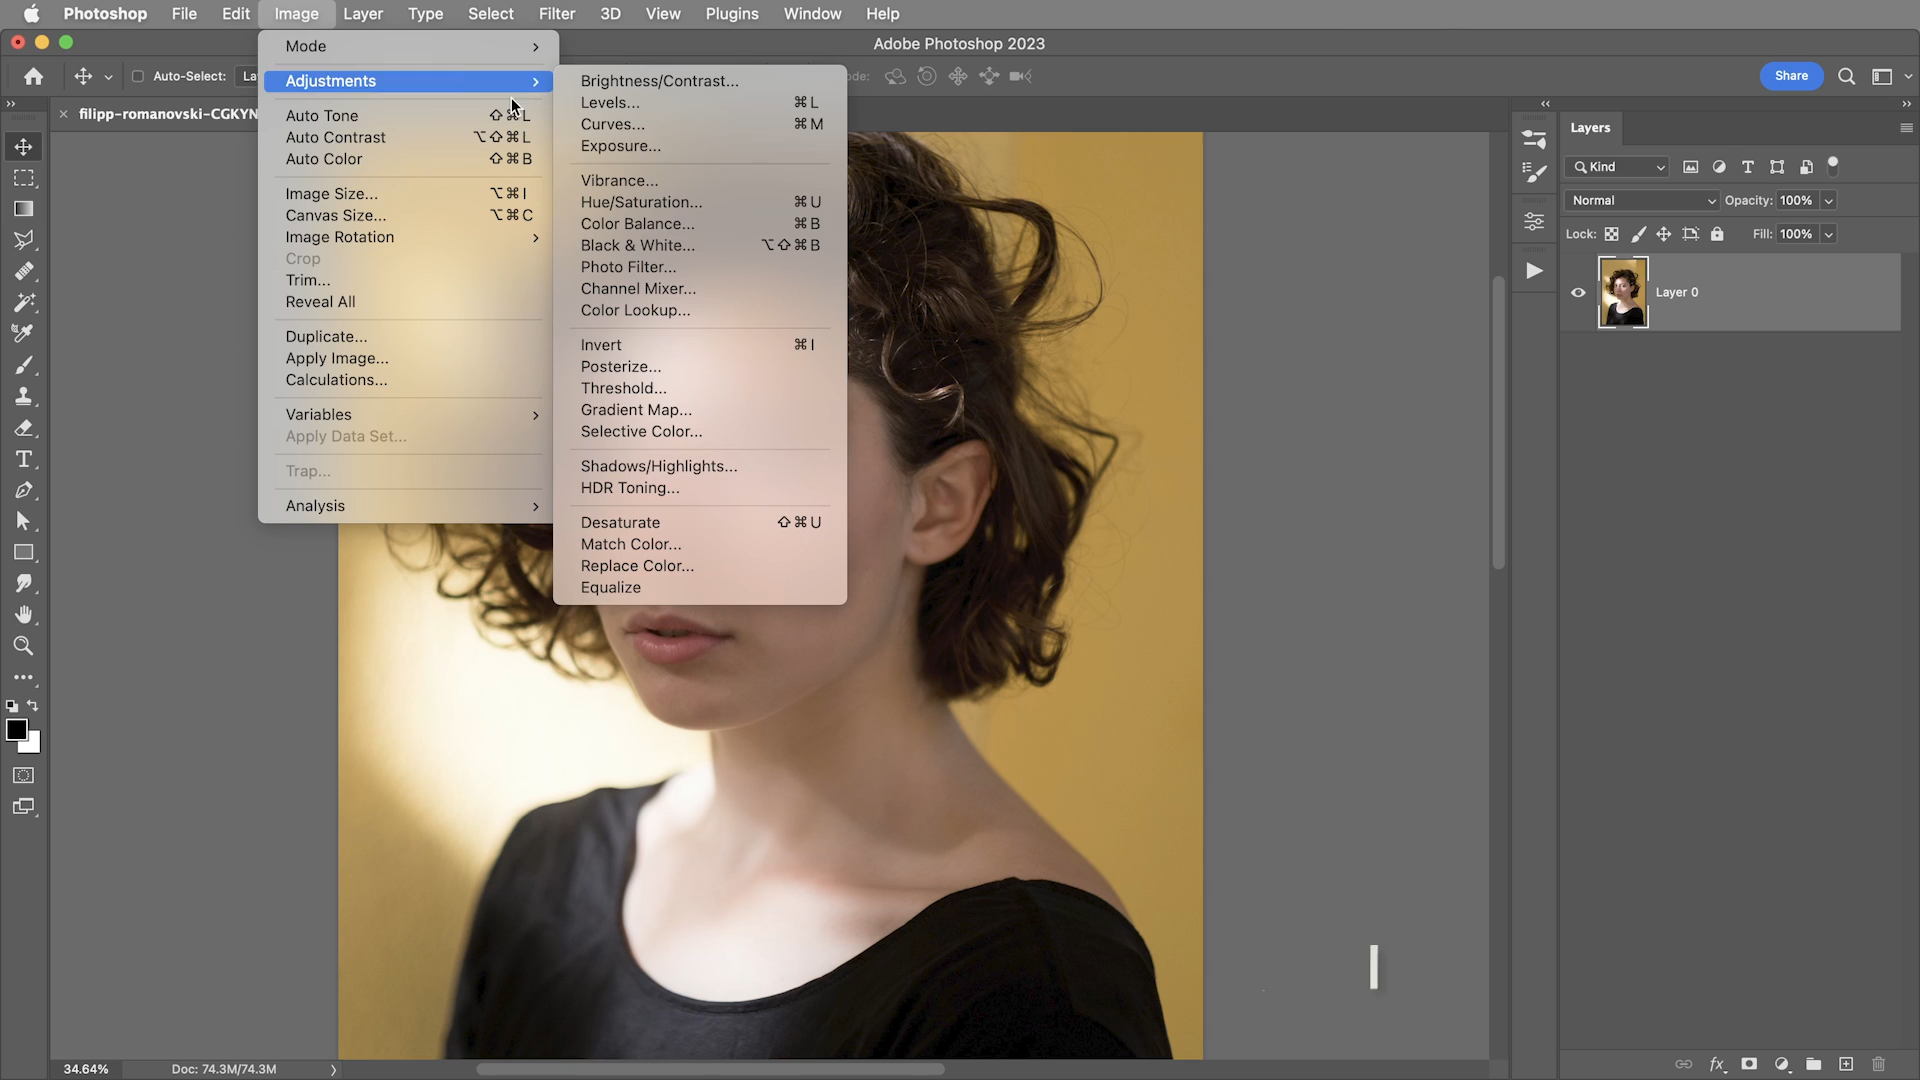 Photoshop File Edit Image Layer Type Select Filter 3D View Plugins Window Help
Adobe Photoshop 2023
Auto-Select:
Share
filipp-romanovski-CGKYN
Mode
Adjustments
Auto Tone ⇧⌘L
Auto Contrast ⌥⇧⌘L
Auto Color ⇧⌘B
Image Size... ⌥⌘I
Canvas Size... ⌥⌘C
Image Rotation
Crop
Trim...
Reveal All
Duplicate...
Apply Image...
Calculations...
Variables
Apply Data Set...
Trap...
Analysis
Brightness/Contrast...
Levels... ⌘L
Curves... ⌘M
Exposure...
Vibrance...
Hue/Saturation... ⌘U
Color Balance... ⌘B
Black & White... ⌥⇧⌘B
Photo Filter...
Channel Mixer...
Color Lookup...
Invert ⌘I
Posterize...
Threshold...
Gradient Map...
Selective Color...
Shadows/Highlights...
HDR Toning...
Desaturate ⇧⌘U
Match Color...
Replace Color...
Equalize
Layers
Kind
Normal Opacity: 100%
Lock: Fill: 100%
Layer 0
34.64% Doc: 74.3M/74.3M